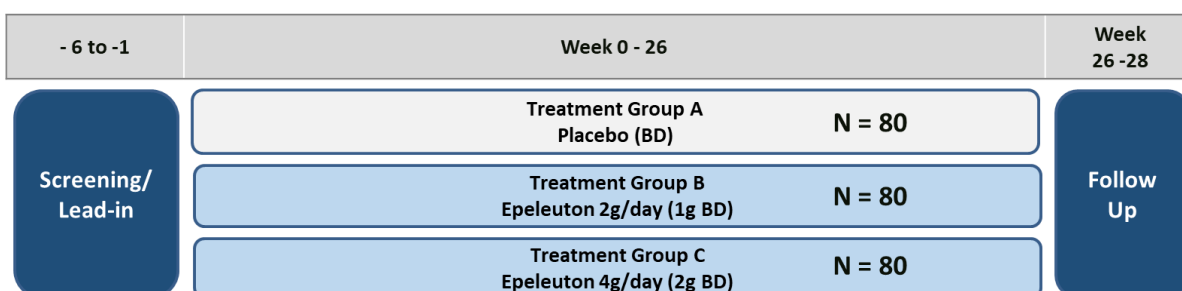 - 6 to -1
Week 0 - 26
Week
26 -28
Screening/
Lead-in
Treatment Group A
Placebo (BD)
N = 80
Treatment Group B
Epeleuton 2g/day (1g BD)
N = 80
Treatment Group C
Epeleuton 4g/day (2g BD)
N = 80
Follow
Up